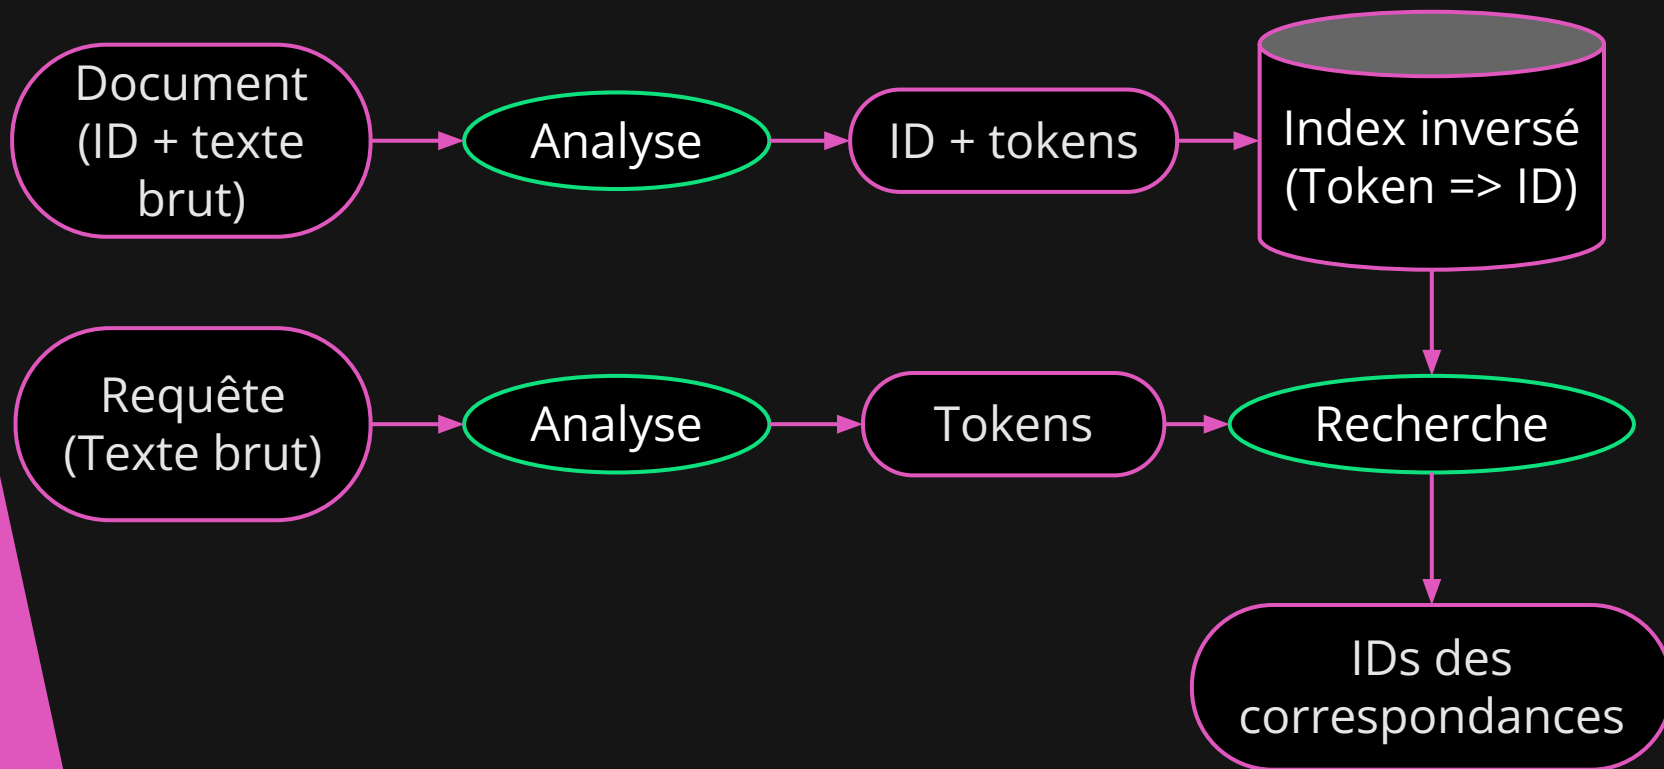 Document
(ID + texte
brut)
Analyse
ID + tokens
Index inversé
(Token => ID)
Requête
(Texte brut)
Analyse
Tokens
Recherche
IDs des
correspondances